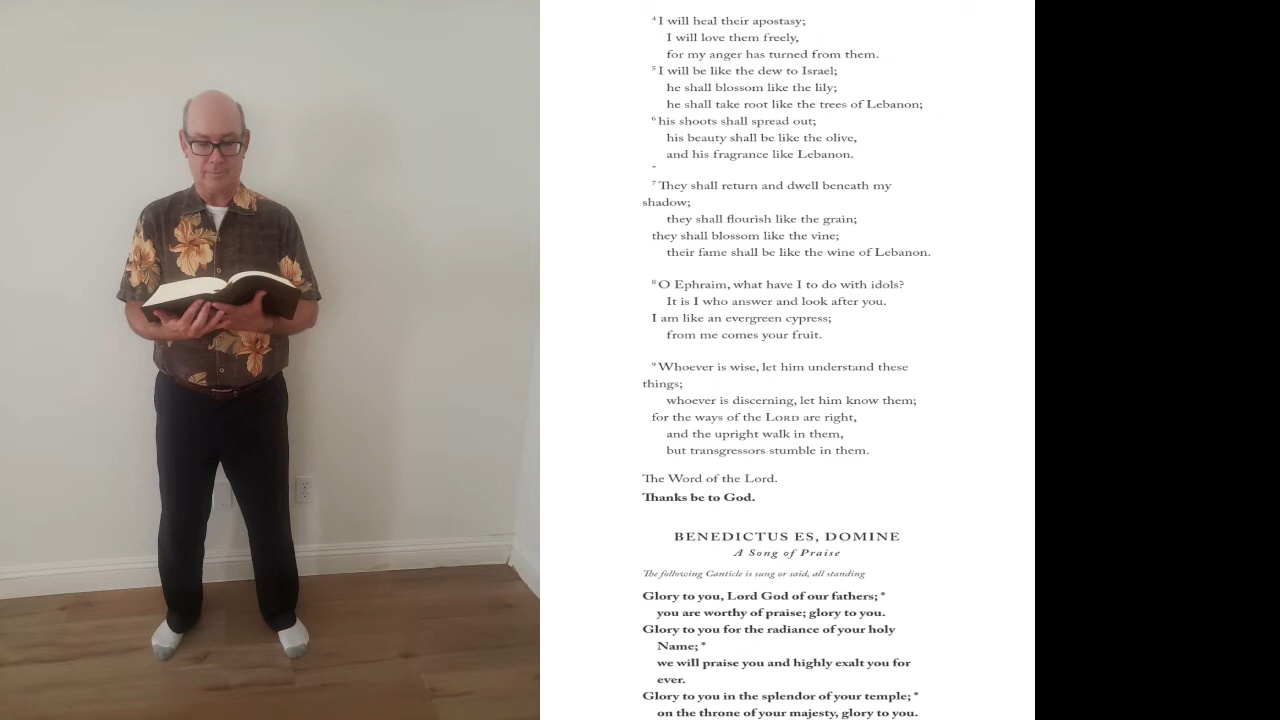 4 I will heal their apostasy;
I will love them freely,
for my anger has turned from them.
5 I will be like the dew to Israel;
he shall blossom like the lily;
he shall take root like the trees of Lebanon;
6 his shoots shall spread out;
his beauty shall be like the olive,
and his fragrance like Lebanon.
-
7 They shall return and dwell beneath my
shadow;
they shall flourish like the grain;
they shall blossom like the vine;
their fame shall be like the wine of Lebanon.
8 O Ephraim, what have I to do with idols?
It is I who answer and look after you.
I am like an evergreen cypress;
from me comes your fruit.
9 Whoever is wise, let him understand these
things;
whoever is discerning, let him know them;
for the ways of the LORD are right,
and the upright walk in them,
but transgressors stumble in them.
The Word of the Lord.
Thanks be to God.
BENEDICTUS ES, DOMINE
A Song of Praise
The following Canticle is sung or said, all standing
Glory to you, Lord God of our fathers; *
you are worthy of praise; glory to you.
Glory to you for the radiance of your holy
Name; *
we will praise you and highly exalt you for
ever.
Glory to you in the splendor of your temple; *
on the throne of your majesty, glory to you.